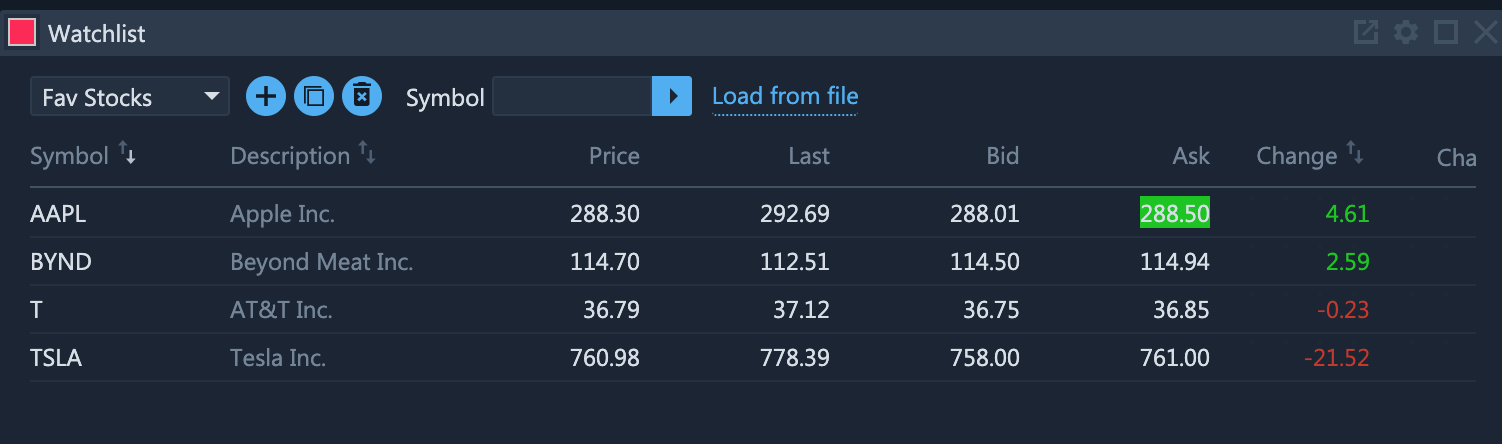 Watchlist
Fav Stocks Symbol Load from file
Symbol Description Price Last Bid Ask Change Cha
AAPL Apple Inc. 288.30 292.69 288.01 288.50 4.61
BYND Beyond Meat Inc. 114.70 112.51 114.50 114.94 2.59
T AT&T Inc. 36.79 37.12 36.75 36.85 -0.23
TSLA Tesla Inc. 760.98 778.39 758.00 761.00 -21.52